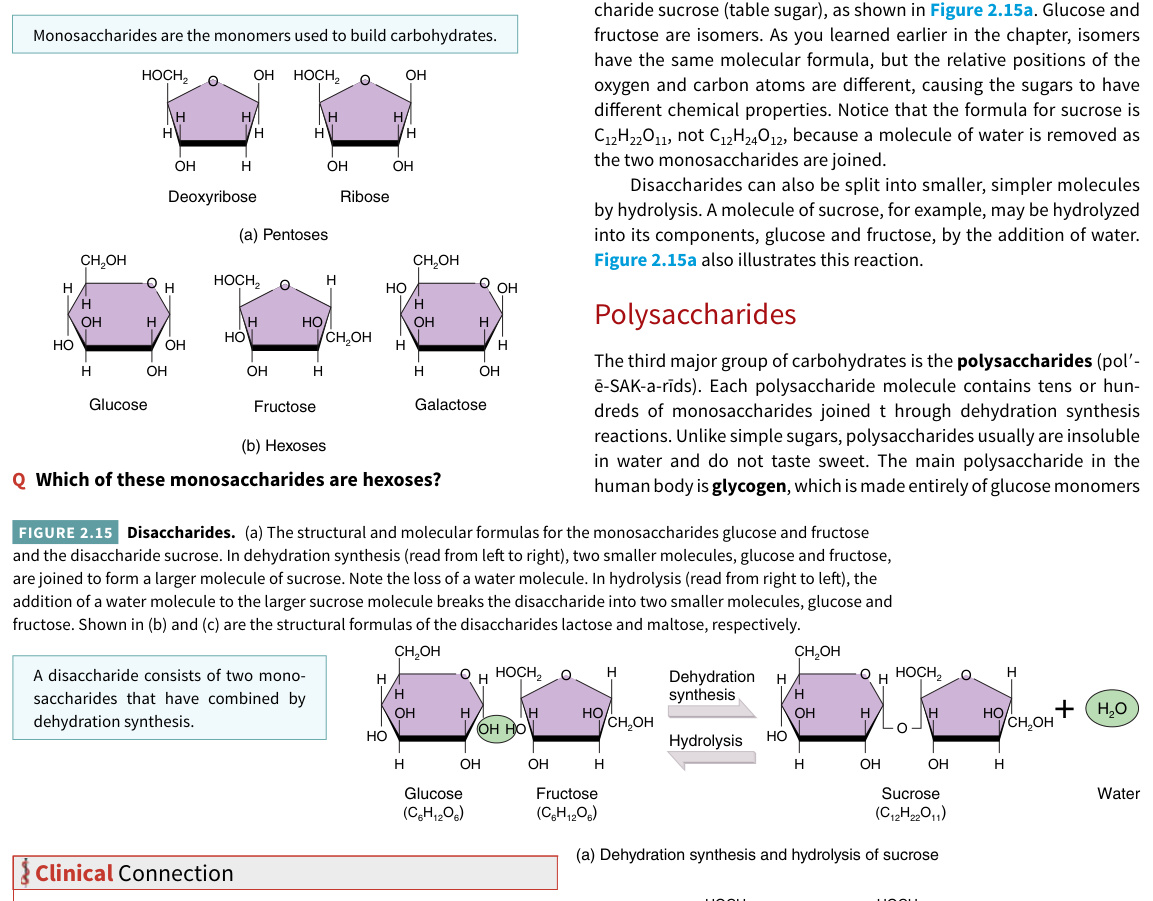 Monosaccharides are the monomers used to build carbohydrates.
HOCH2 O OH HOCH2 O OH
H H H H
H H H H
OH H OH OH
Deoxyribose Ribose
(a) Pentoses
CH2OH CH2OH
H O H HOCH2 O H HO O OH
H H
OH H H HO OH H
HO OH HO CH2OH H H
H OH OH H H OH
Glucose Fructose Galactose
(b) Hexoses
Q Which of these monosaccharides are hexoses?
charide sucrose (table sugar), as shown in Figure 2.15a. Glucose and
fructose are isomers. As you learned earlier in the chapter, isomers
have the same molecular formula, but the relative positions of the
oxygen and carbon atoms are different, causing the sugars to have
different chemical properties. Notice that the formula for sucrose is
C12H22O11, not C12H24O12, because a molecule of water is removed as
the two monosaccharides are joined.
Disaccharides can also be split into smaller, simpler molecules
by hydrolysis. A molecule of sucrose, for example, may be hydrolyzed
into its components, glucose and fructose, by the addition of water.
Figure 2.15a also illustrates this reaction.
Polysaccharides
The third major group of carbohydrates is the polysaccharides (pol′-
ē-SAK-a-rīds). Each polysaccharide molecule contains tens or hun-
dreds of monosaccharides joined t hrough dehydration synthesis
reactions. Unlike simple sugars, polysaccharides usually are insoluble
in water and do not taste sweet. The main polysaccharide in the
human body is glycogen, which is made entirely of glucose monomers
FIGURE 2.15 Disaccharides. (a) The structural and molecular formulas for the monosaccharides glucose and fructose
and the disaccharide sucrose. In dehydration synthesis (read from left to right), two smaller molecules, glucose and fructose,
are joined to form a larger molecule of sucrose. Note the loss of a water molecule. In hydrolysis (read from right to left), the
addition of a water molecule to the larger sucrose molecule breaks the disaccharide into two smaller molecules, glucose and
fructose. Shown in (b) and (c) are the structural formulas of the disaccharides lactose and maltose, respectively.
A disaccharide consists of two mono-
saccharides that have combined by
dehydration synthesis.
CH2OH CH2OH
H O H HOCH2 O H Dehydration synthesis H O H HOCH2 O H
H H
OH H H HO CH2OH OH H H HO CH2OH + H2O
HO OH HO Hydrolysis HO O
H OH OH H H OH OH H
Glucose Fructose Sucrose Water
(C6H12O6) (C6H12O6) (C12H22O11)
(a) Dehydration synthesis and hydrolysis of sucrose
Clinical Connection